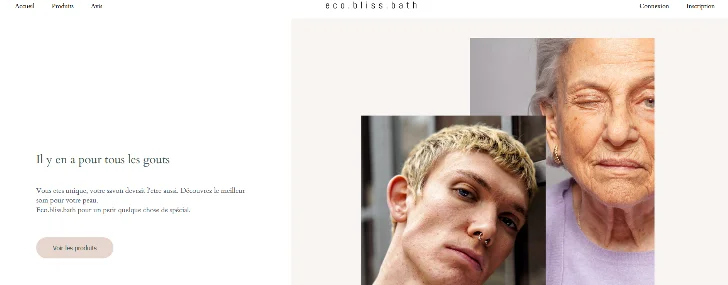 Accueil Produits Avis eco.bliss.bath Connexion Inscription
Il y en a pour tous les gouts
Vous etes unique, votre savon devrait l'etre aussi. Découvrez le meilleur
soin pour votre peau.
Eco.bliss.bath pour un petit quelque chose de spécial.
Voir les produits